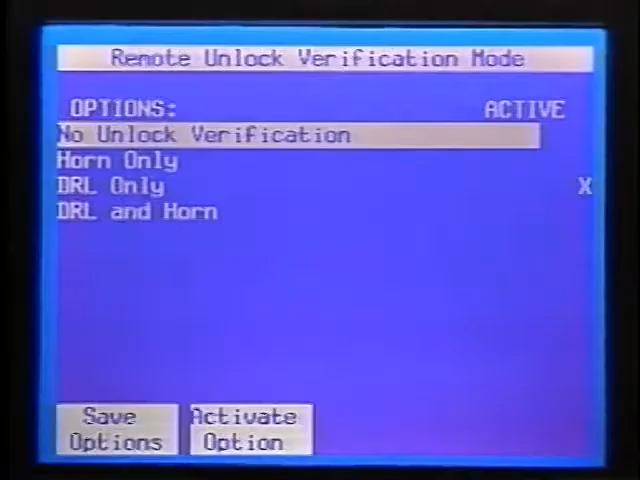 Remote Unlock Verification Mode
OPTIONS: ACTIVE
No Unlock Verification
Horn Only
DRL Only X
DRL and Horn
Save Options
Activate Option